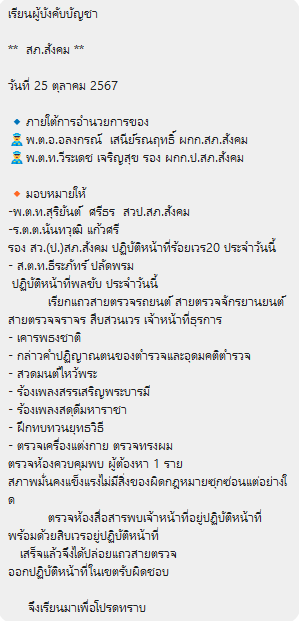 เรียนผู้บังคับบัญชา
** สภ.สังคม **
วันที่ 25 ตุลาคม 2567
🔹ภายใต้การอำนวยการของ
👮พ.ต.อ.อลงกรณ์ เสนีย์รณฤทธิ์ ผกก.สภ.สังคม
👮พ.ต.ท.วีระเดช เจริญสุข รอง ผกก.ป.สภ.สังคม
🔸มอบหมายให้
-พ.ต.ท.สุริยันต์ ศรีธร สวป.สภ.สังคม
-ร.ต.ต.นันทวุฒิ แก้วศรี
รอง สว.(ป.)สภ.สังคม ปฏิบัติหน้าที่ร้อยเวร20 ประจำวันนี้
- ส.ต.ท.ธีระภัทร์ ปลัดพรม
ปฏิบัติหน้าที่พลขับ ประจำวันนี้
เรียกแถวสายตรวจรถยนต์ สายตรวจจักรยานยนต์
สายตรวจจราจร สืบสวนเวร เจ้าหน้าที่ธุรการ
- เคารพธงชาติ
- กล่าวคำปฏิญาณตนของตำรวจและอุดมคติตำรวจ
- สวดมนต์ไหว้พระ
- ร้องเพลงสรรเสริญพระบารมี
- ร้องเพลงสดุดีมหาราชา
- ฝึกทบทวนยุทธวิธี
- ตรวจเครื่องแต่งกาย ตรวจทรงผม
ตรวจห้องควบคุมพบ ผู้ต้องหา 1 ราย
สภาพมั่นคงแข็งแรงไม่มีสิ่งของผิดกฎหมายซุกซ่อนแต่อย่างใ
ด
ตรวจห้องสื่อสารพบเจ้าหน้าที่อยู่ปฏิบัติหน้าที่
พร้อมด้วยสิบเวรอยู่ปฏิบัติหน้าที่
เสร็จแล้วจึงได้ปล่อยแถวสายตรวจ
ออกปฏิบัติหน้าที่ในเขตรับผิดชอบ
จึงเรียนมาเพื่อโปรดทราบ